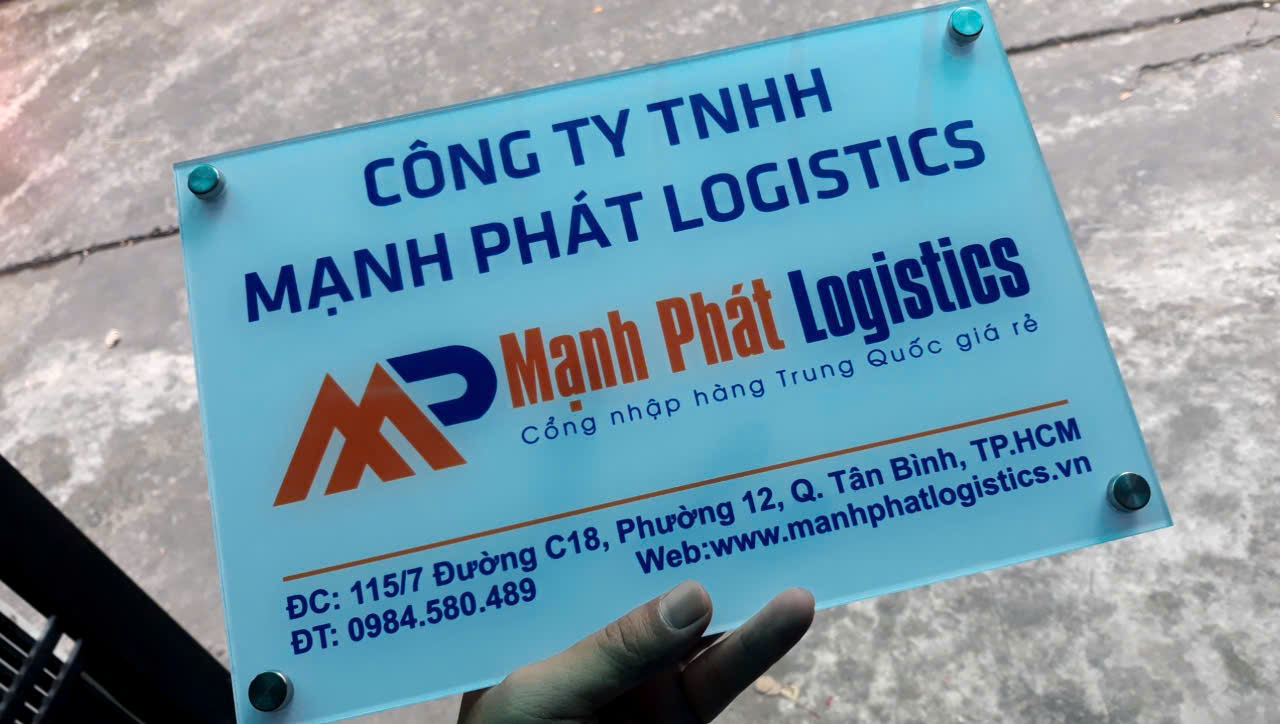 CÔNG TY TNHH
MẠNH PHÁT LOGISTICS
MP Mạnh Phát Logistics
Cổng nhập hàng Trung Quốc giá rẻ
ĐC: 115/7 Đường C18, Phường 12, Q. Tân Bình, TP.HCM
ĐT: 0984.580.489 Web:www.manhphatlogistics.vn